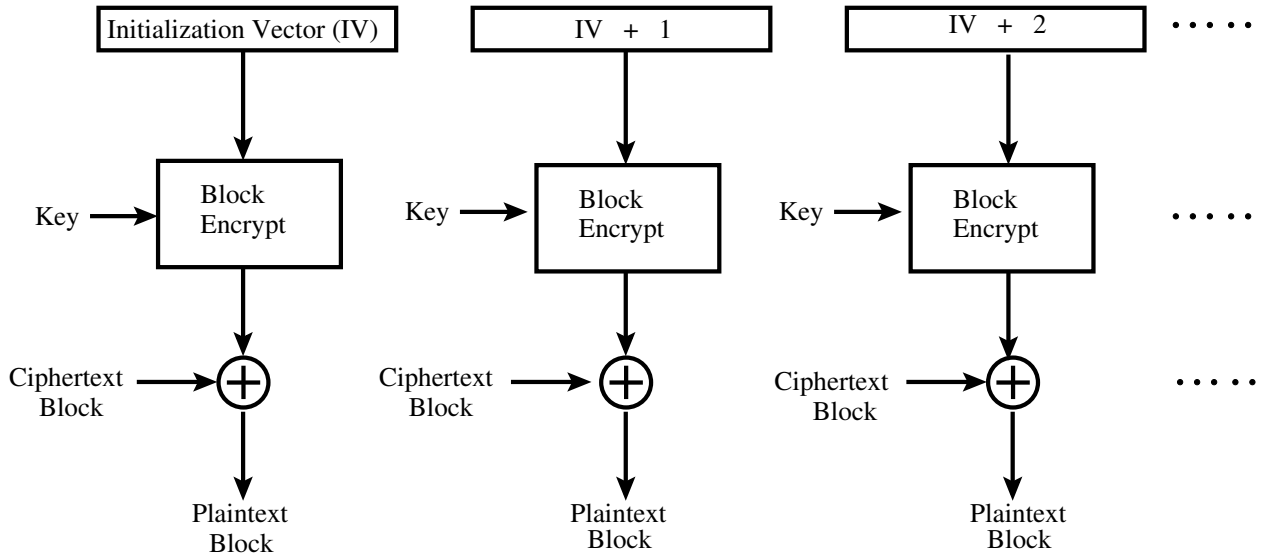 Initialization Vector (IV)
IV + 1
IV + 2
Key
Block
Encrypt
Key
Block
Encrypt
Key
Block
Encrypt
Ciphertext
Block
Ciphertext
Block
Ciphertext
Block
Plaintext
Block
Plaintext
Block
Plaintext
Block